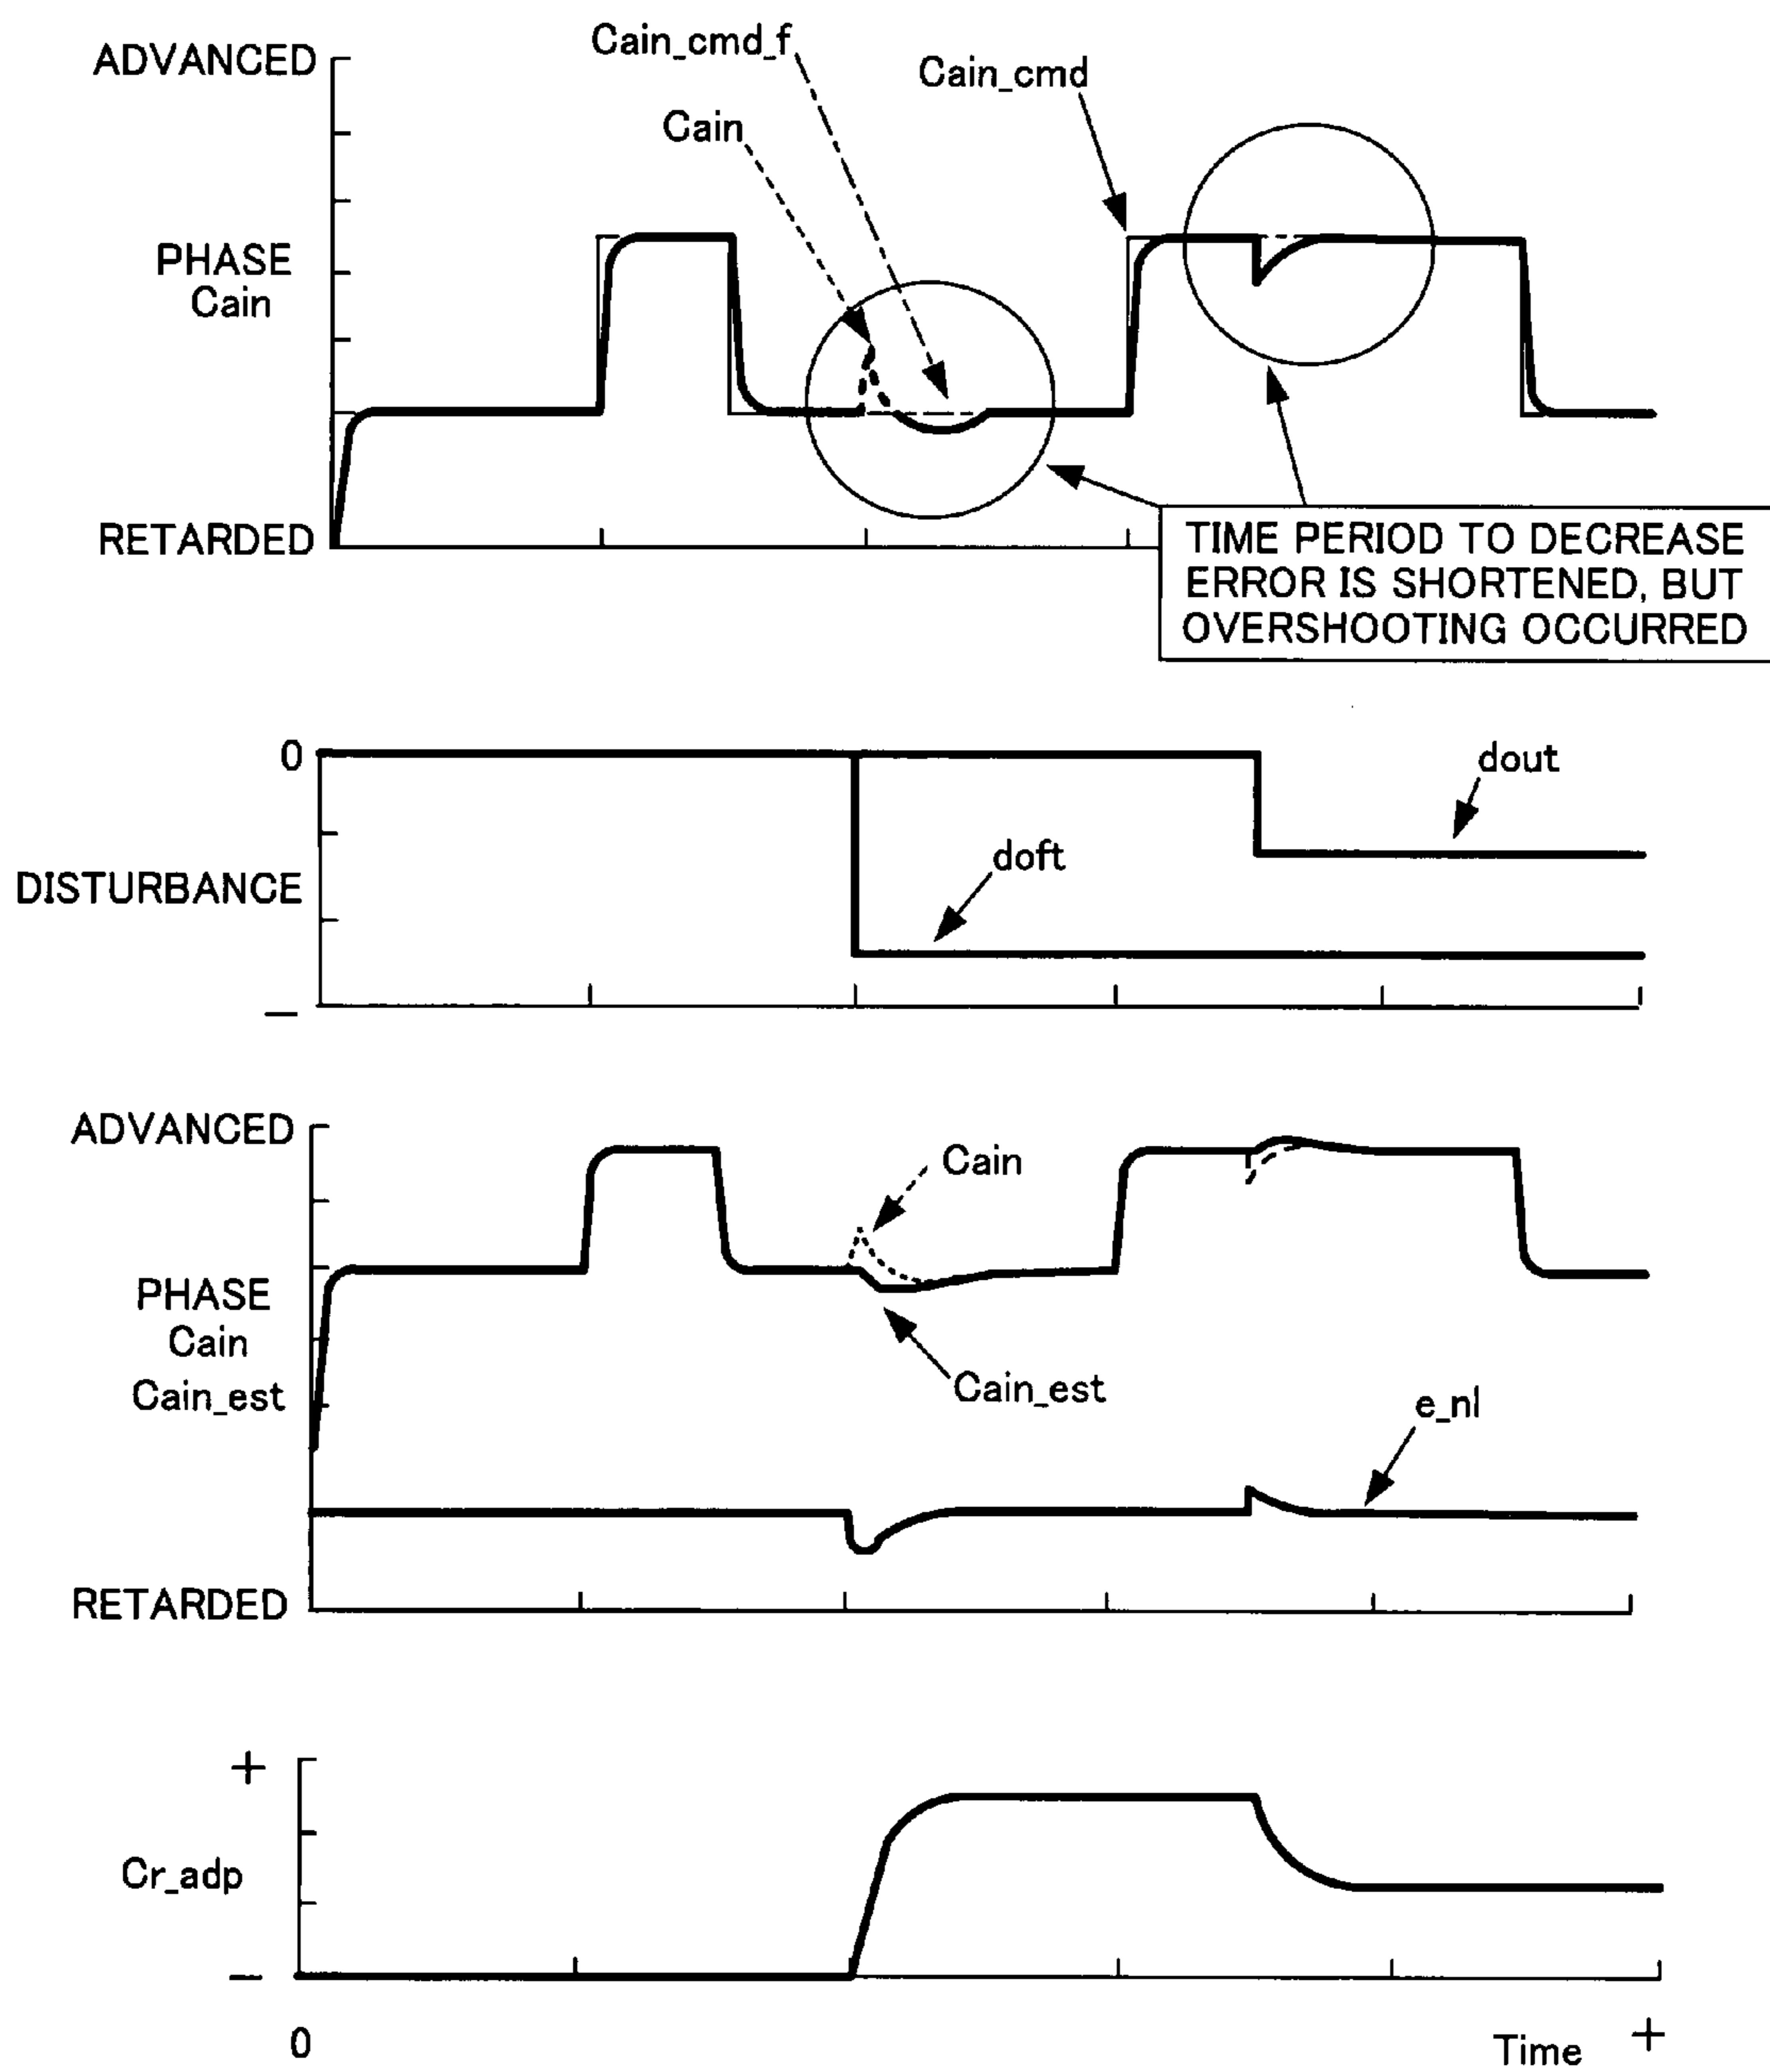 Cain_cmd_f
ADVANCED
Cain_cmd
Cain
PHASE
Cain
RETARDED
TIME PERIOD TO DECREASE
ERROR IS SHORTENED, BUT
OVERSHOOTING OCCURRED
0
dout
doft
DISTURBANCE
—
ADVANCED
Cain
PHASE
Cain
Cain_est
Cain_est
e_nl
RETARDED
+
Cr_adp
—
0
Time
+